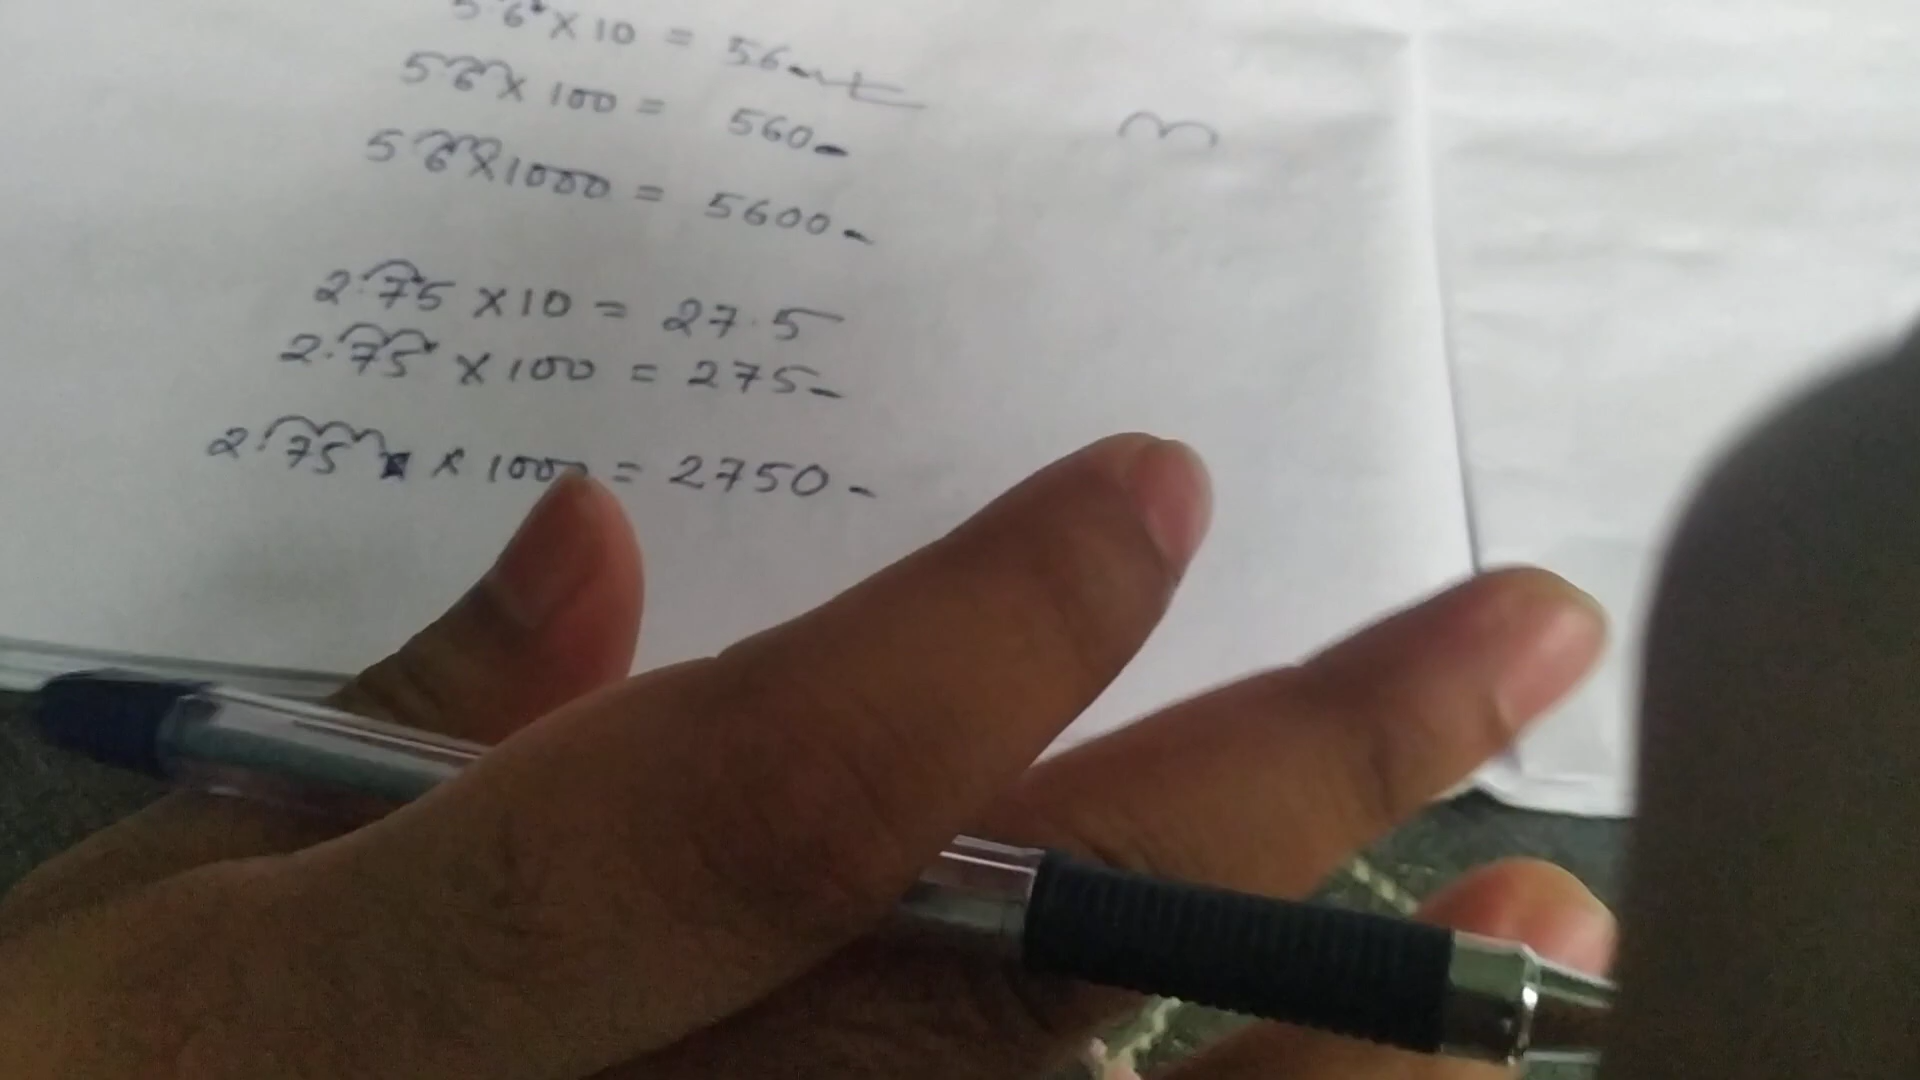 5.6 × 10 = 56
5.6 × 100 = 560
5.6 × 1000 = 5600
2.75 × 10 = 27.5
2.75 × 100 = 275
2.75 × 1000 = 2750